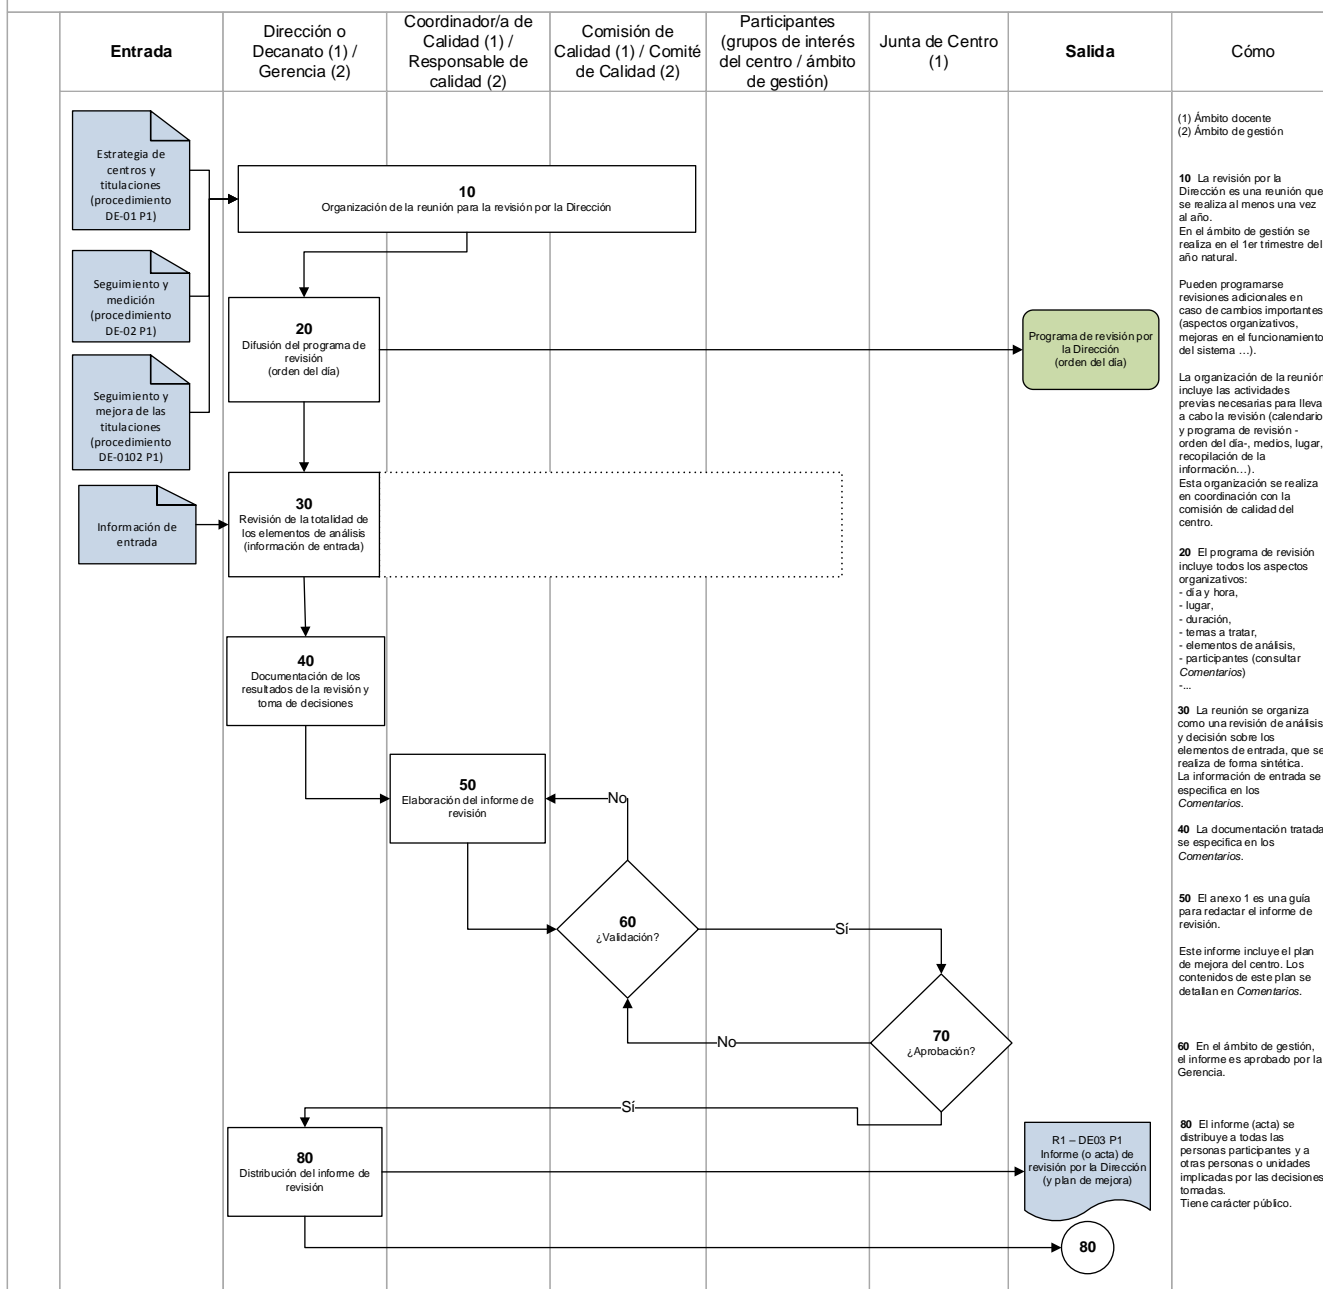 Entrada
Dirección o
Decanato (1) /
Gerencia (2)
Coordinador/a de
Calidad (1) /
Responsable de
calidad (2)
Comisión de
Calidad (1) / Comité
de Calidad (2)
Participantes
(grupos de interés
del centro / ámbito
de gestión)
Junta de Centro
(1)
Salida
Cómo
Estrategia de
centros y
titulaciones
(procedimiento
DE-01 P1)
Seguimiento y
medición
(procedimiento
DE-02 P1)
Seguimiento y
mejora de las
titulaciones
(procedimiento
DE-0102 P1)
Información de
entrada
10
Organización de la reunión para la revisión por la Dirección
20
Difusión del programa de
revisión
(orden del día)
Programa de revisión por
la Dirección
(orden del día)
30
Revisión de la totalidad de
los elementos de análisis
(información de entrada)
40
Documentación de los
resultados de la revisión y
toma de decisiones
50
Elaboración del informe de
revisión
No
60
¿Validación?
Sí
70
¿Aprobación?
No
Sí
80
Distribución del informe de
revisión
R1 – DE03 P1
Informe (o acta) de
revisión por la Dirección
(y plan de mejora)
80
(1) Ámbito docente
(2) Ámbito de gestión
10 La revisión por la
Dirección es una reunión que
se realiza al menos una vez
al año.
En el ámbito de gestión se
realiza en el 1er trimestre del
año natural.
Pueden programarse
revisiones adicionales en
caso de cambios importantes
(aspectos organizativos,
mejoras en el funcionamiento
del sistema ...).
La organización de la reunión
incluye las actividades
previas necesarias para lleva
a cabo la revisión (calendario
y programa de revisión -
orden del día-, medios, lugar,
recopilación de la
información...).
Esta organización se realiza
en coordinación con la
comisión de calidad del
centro.
20 El programa de revisión
incluye todos los aspectos
organizativos:
- día y hora,
- lugar,
- duración,
- temas a tratar,
- elementos de análisis,
- participantes (consultar
Comentarios)
-...
30 La reunión se organiza
como una revisión de análisis
y decisión sobre los
elementos de entrada, que se
realiza de forma sintética.
La información de entrada se
especifica en los
Comentarios.
40 La documentación tratada
se especifica en los
Comentarios.
50 El anexo 1 es una guía
para redactar el informe de
revisión.
Este informe incluye el plan
de mejora del centro. Los
contenidos de este plan se
detallan en Comentarios.
60 En el ámbito de gestión,
el informe es aprobado por la
Gerencia.
80 El informe (acta) se
distribuye a todas las
personas participantes y a
otras personas o unidades
implicadas por las decisiones
tomadas.
Tiene carácter público.